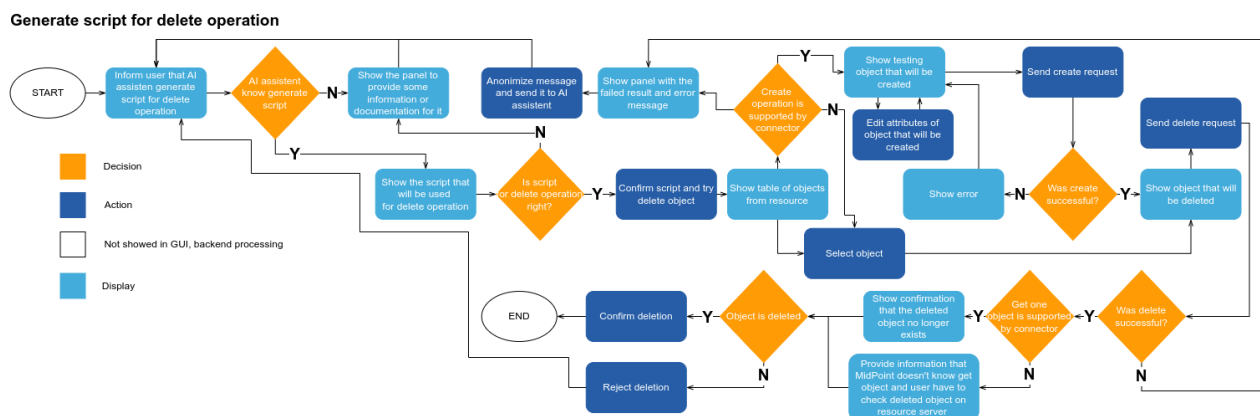 Generate script for delete operation
START
Inform user that AI
assisten generate
script for delete
operation
AI assistent
know generate
script
N
Show the panel to
provide some
information or
documentation for it
Anonimize message
and send it to AI
assistent
Show panel with the
failed result and error
message
Create
operation is
supported by
connector
Y
N
Show testing
object that will be
created
Send create request
Edit attributes of
object that will be
created
Send delete request
Y
N
Decision
Show the script that
will be used
for delete operation
Is script
or delete operation
right?
Y
Confirm script and try
delete object
Show table of objects
from resource
Show error
N
Was create
successful?
Y
Show object that will
be deleted
Action
Not showed in GUI, backend processing
Select object
Display
END
Confirm deletion
Y
Object is deleted
Show confirmation
that the deleted
object no longer
exists
Y
Get one
object is supported
by connector
Y
Was delete
successful?
N
Reject deletion
Provide information that
MidPoint doesn't know get
object and user have to
check deleted object on
resource server
N
N